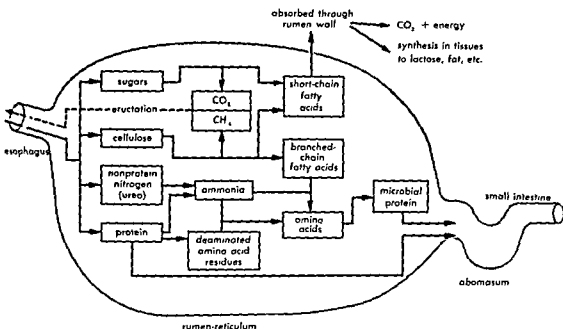 absorbed through
rumen wall
CO₂ + energy
synthesis in tissues
to lactose, fat, etc.
sugars
short-chain
fatty
acids
CO₂
eructation
CH₄
cellulose
esophagus
branched-chain
fatty acids
nonprotein
nitrogen
(urea)
ammonia
microbial
protein
small intestine
protein
amino
acids
deaminated
amino acid
residues
abomasum
rumen-reticulum